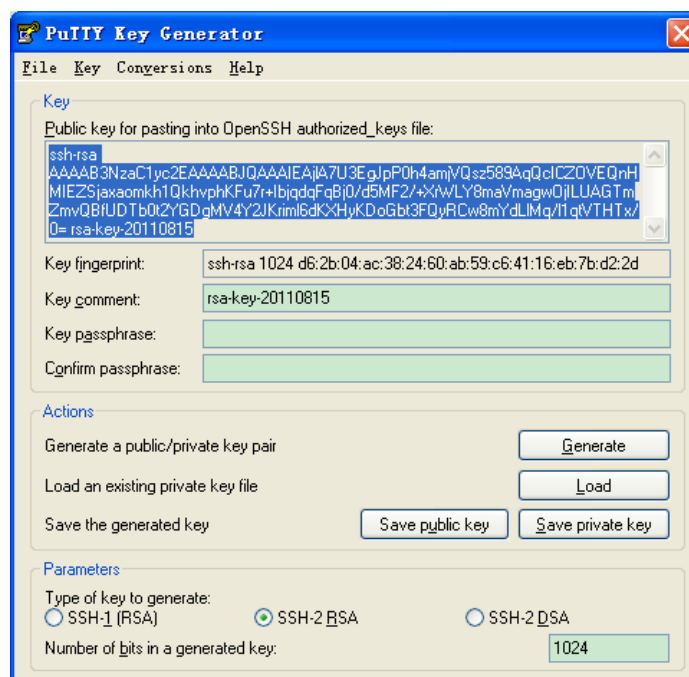 PuTTY Key Generator
File Key Conversions Help
Key
Public key for pasting into OpenSSH authorized_keys file:
ssh-rsa
AAAAB3NzaC1yc2EAAAABJQAAAIEAjlA7U3EgJpP0h4amjVQsz589AqQcICZOVEQnH
MIEZSjaxaomkh1QkhvphKFu7r+IbjqdqFqBj0/d5MF2/+XrWLY8maVmagwOjlLUAGTm
ZmvQBfUDTb0t2YGDgMV4Y2JKriml6dKXHyKDoGbt3FQyRCw8mYdLlMq/l1qtVTHTx/
0= rsa-key-20110815
Key fingerprint: ssh-rsa 1024 d6:2b:04:ac:38:24:60:ab:59:c6:41:16:eb:7b:d2:2d
Key comment: rsa-key-20110815
Key passphrase:
Confirm passphrase:
Actions
Generate a public/private key pair Generate
Load an existing private key file Load
Save the generated key Save public key Save private key
Parameters
Type of key to generate:
SSH-1 (RSA) SSH-2 RSA SSH-2 DSA
Number of bits in a generated key: 1024